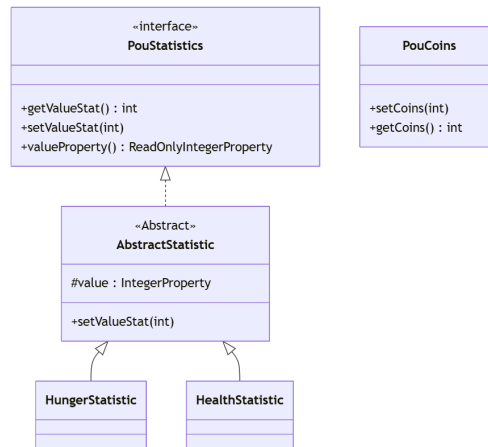 «interface»
PouStatistics
+getValueStat() : int
+setValueStat(int)
+valueProperty() : ReadOnlyIntegerProperty
PouCoins
+setCoins(int)
+getCoins() : int
«Abstract»
AbstractStatistic
#value : IntegerProperty
+setValueStat(int)
HungerStatistic
HealthStatistic